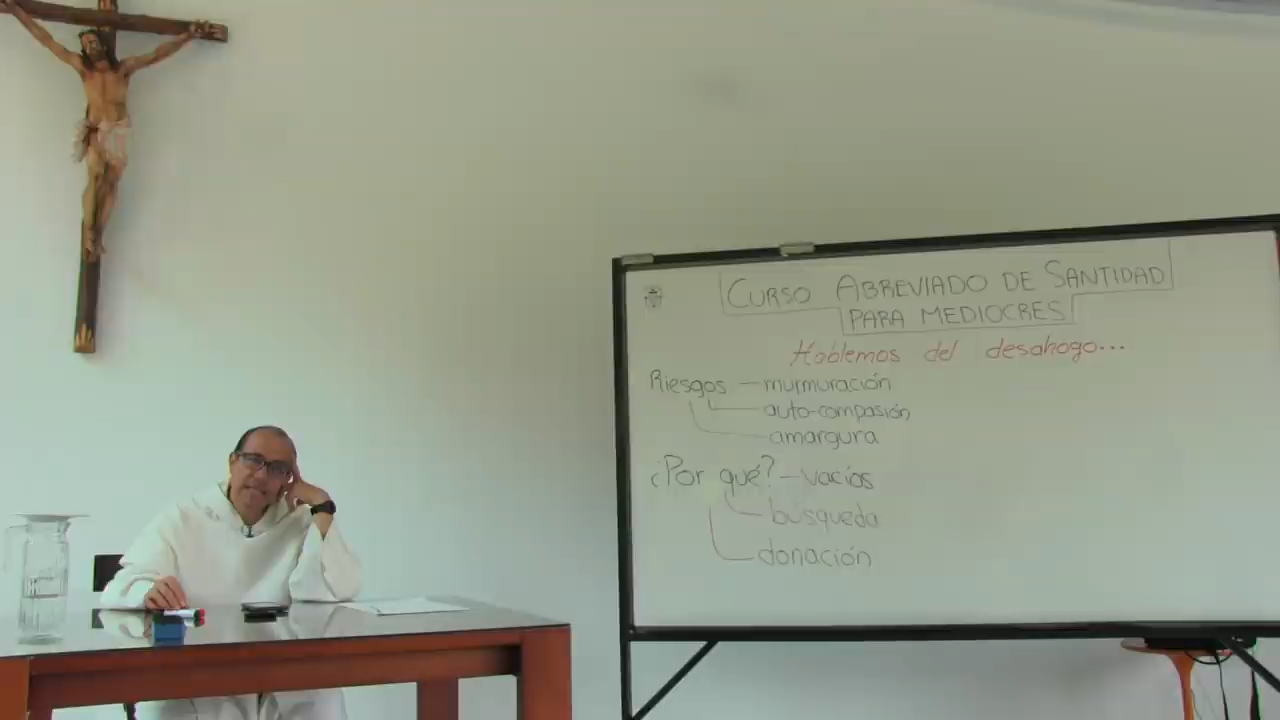 CURSO ABREVIADO DE SANTIDAD
PARA MEDIOCRES
Hablemos del desahogo...
Riesgos — murmuración
auto-compasión
amargura
¿Por qué? — vacíos
búsqueda
donación